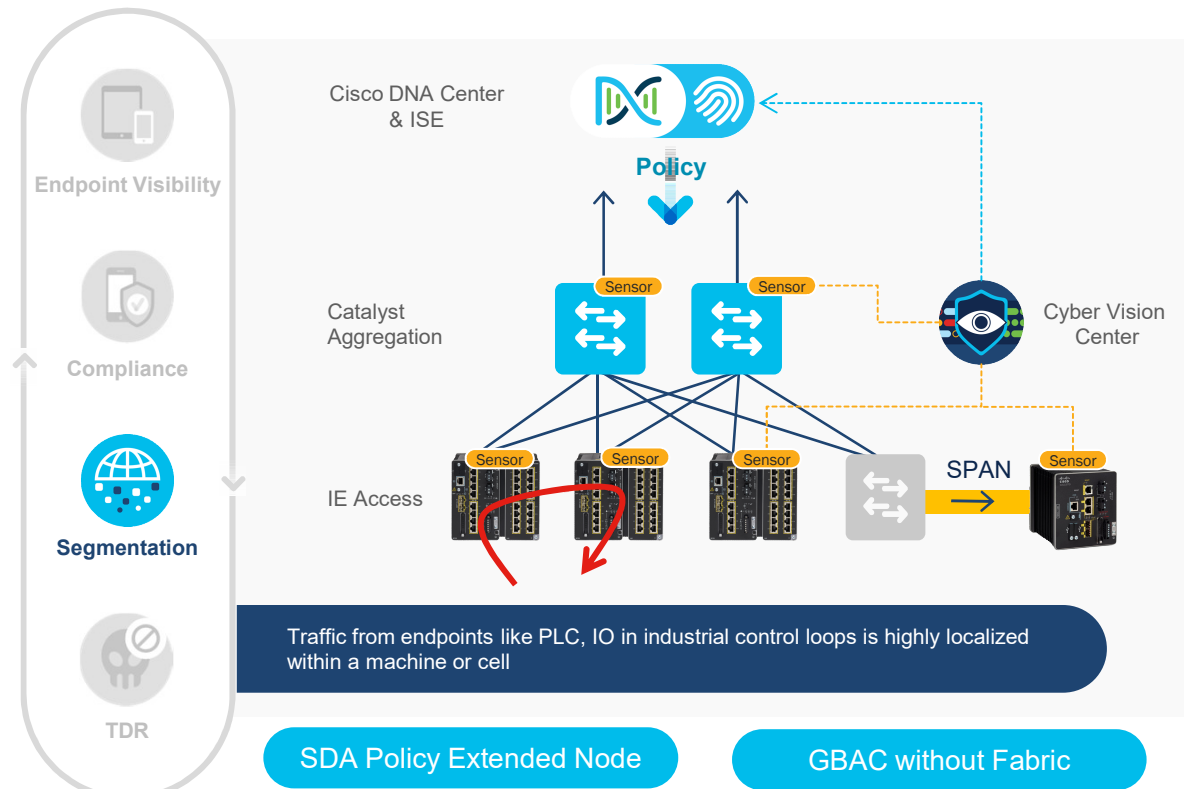 Endpoint Visibility
Compliance
Segmentation
TDR
Cisco DNA Center
& ISE
Policy
Catalyst
Aggregation
Sensor
Sensor
Cyber Vision
Center
IE Access
Sensor
Sensor
Sensor
SPAN
Sensor
Traffic from endpoints like PLC, IO in industrial control loops is highly localized
within a machine or cell
SDA Policy Extended Node
GBAC without Fabric